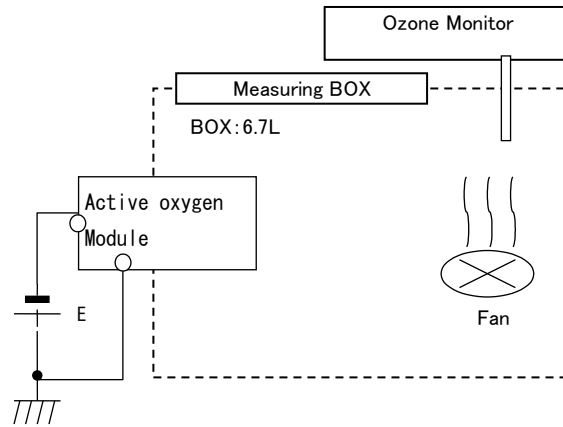 Ozone Monitor
Measuring BOX
BOX:6.7L
Active oxygen
Module
E
Fan